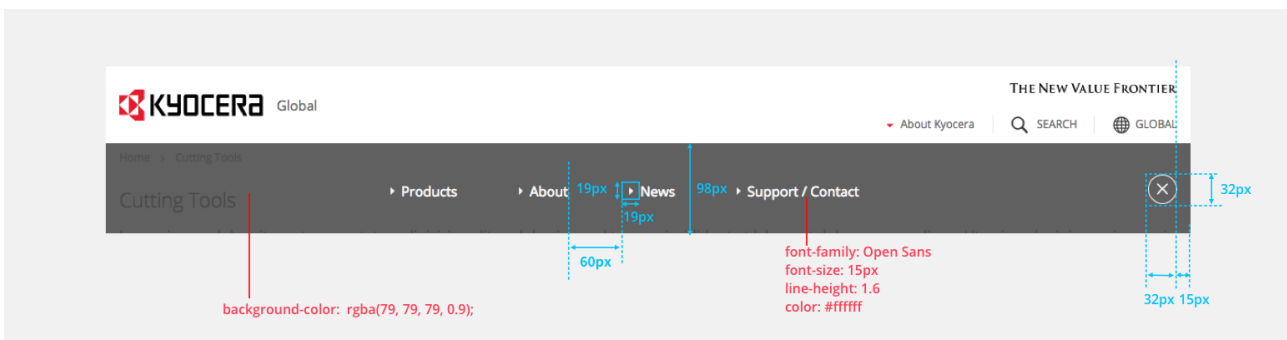 THE NEW VALUE FRONTIER
KYOCERA Global
About Kyocera SEARCH GLOBAL
Home > Cutting Tools
Cutting Tools
Products About 19px News 98px Support / Contact 32px
19px
60px
font-family: Open Sans
font-size: 15px
line-height: 1.6
color: #ffffff
32px 15px
background-color: rgba(79, 79, 79, 0.9);